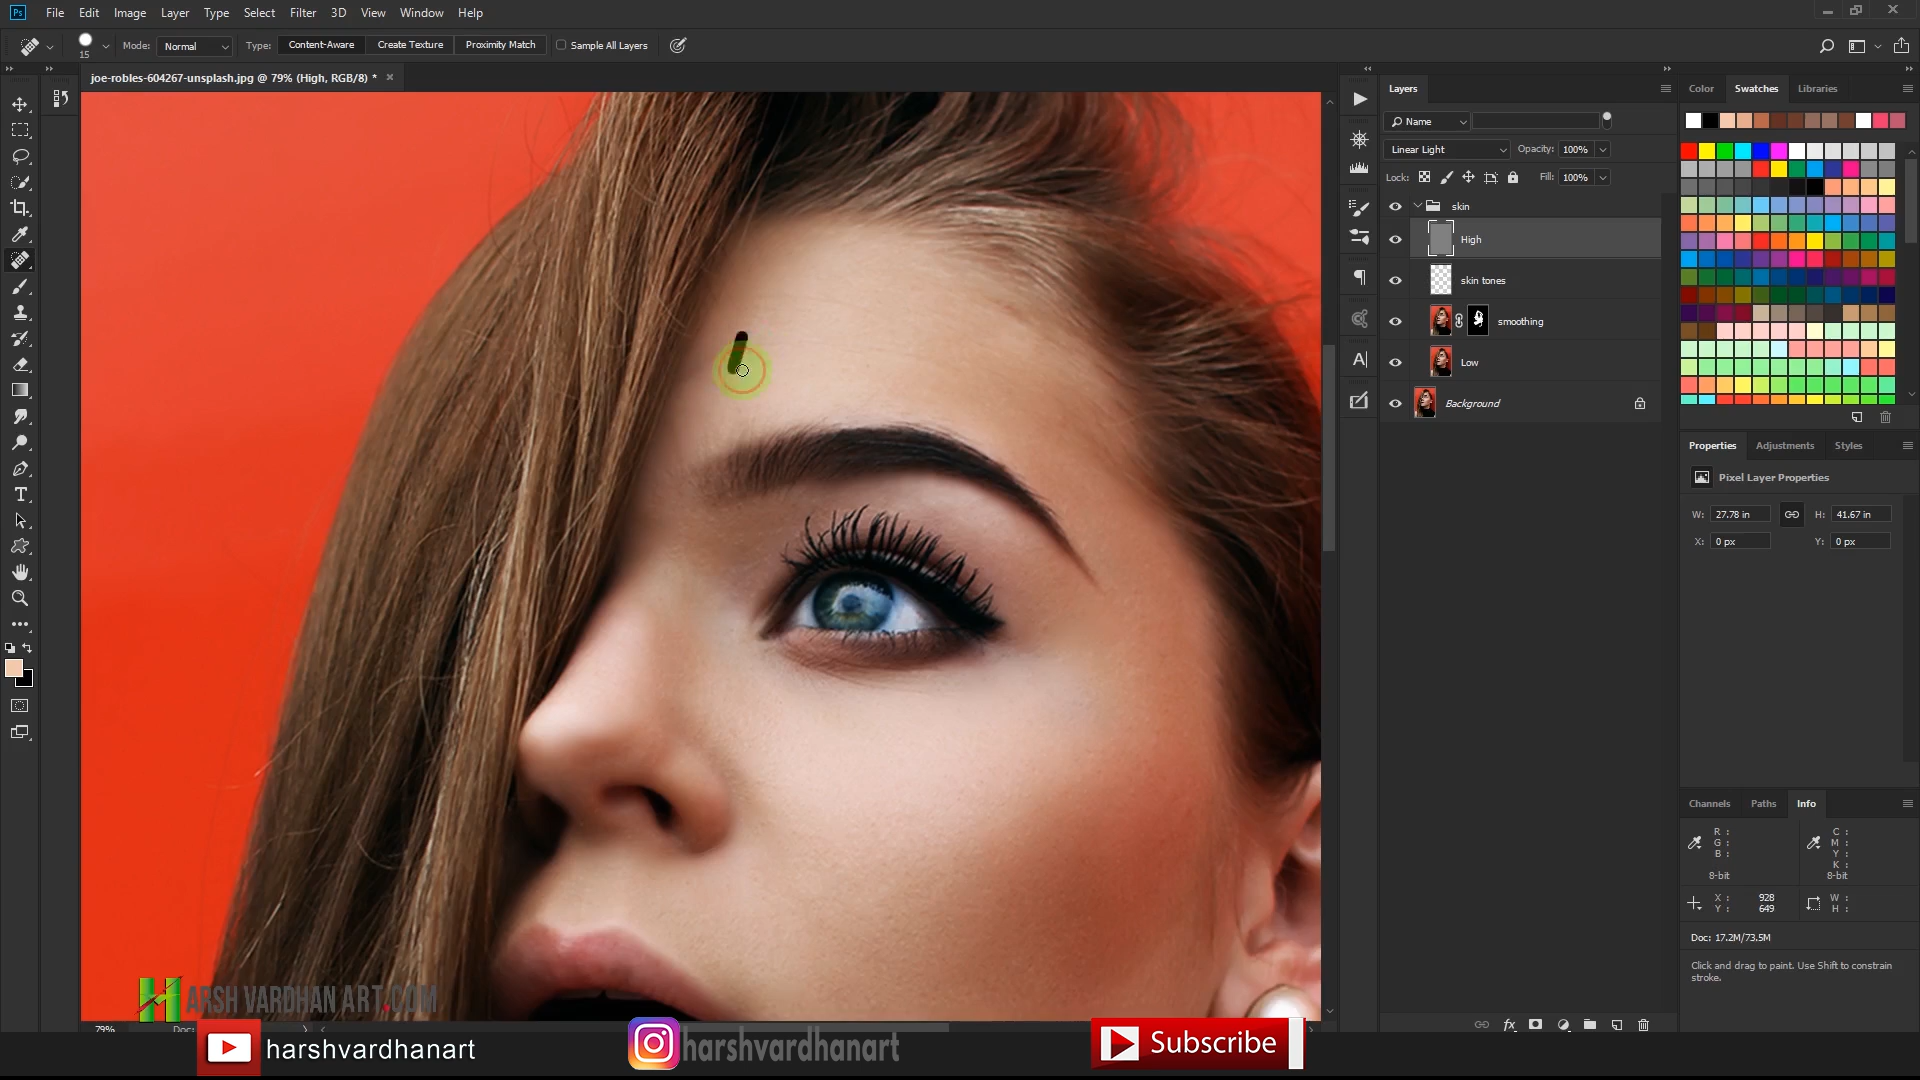 Ps File Edit Image Layer Type Select Filter 3D View Window Help
15 Mode: Normal Type: Content-Aware Create Texture Proximity Match Sample All Layers
joe-robles-604267-unsplash.jpg @ 79% (High, RGB/8) * ×
Layers
Name
Linear Light Opacity: 100%
Lock: Fill: 100%
skin
High
skin tones
smoothing
Low
Background
Color Swatches Libraries
Properties Adjustments Styles
Pixel Layer Properties
W: 27.78 in H: 41.67 in
X: 0 px Y: 0 px
Channels Paths Info
R : C :
G : M :
B : Y :
K :
8-bit 8-bit
X : 928 W :
Y : 649 H :
Doc: 17.2M/73.5M
Click and drag to paint. Use Shift to constrain
stroke.
HARSH VARDHAN ART.COM
79% Doc:
harshvardhanart
harshvardhanart
Subscribe